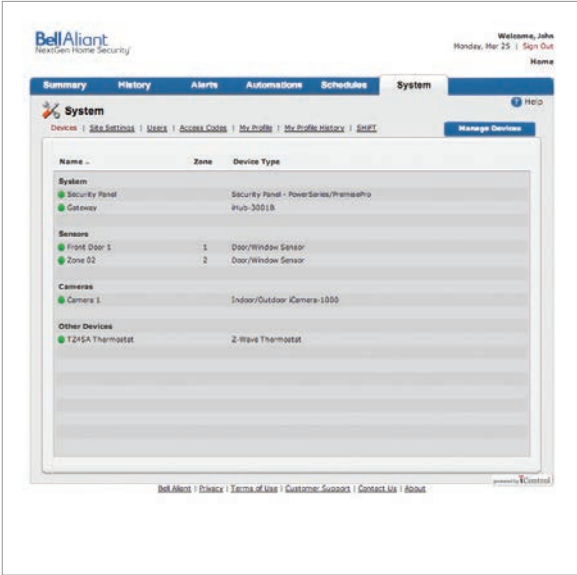 BellAliant
NextGen Home Security
Welcome, John
Monday, Mar 25 | Sign Out
Home
Summary History Alerts Automations Schedules System
System
Help
Devices | Site Settings | Users | Access Codes | My Profile | My Profile History | SHIFT
Manage Devices
Name Zone Device Type
System
Security Panel Security Panel - PowerSeries/PremisePro
Gateway iHub-3001B
Sensors
Front Door 1 1 Door/Window Sensor
Zone 02 2 Door/Window Sensor
Cameras
Camera 1 Indoor/Outdoor iCamera-1000
Other Devices
TZ45A Thermostat Z-Wave Thermostat
powered by iControl
Bell Aliant | Privacy | Terms of Use | Customer Support | Contact Us | About